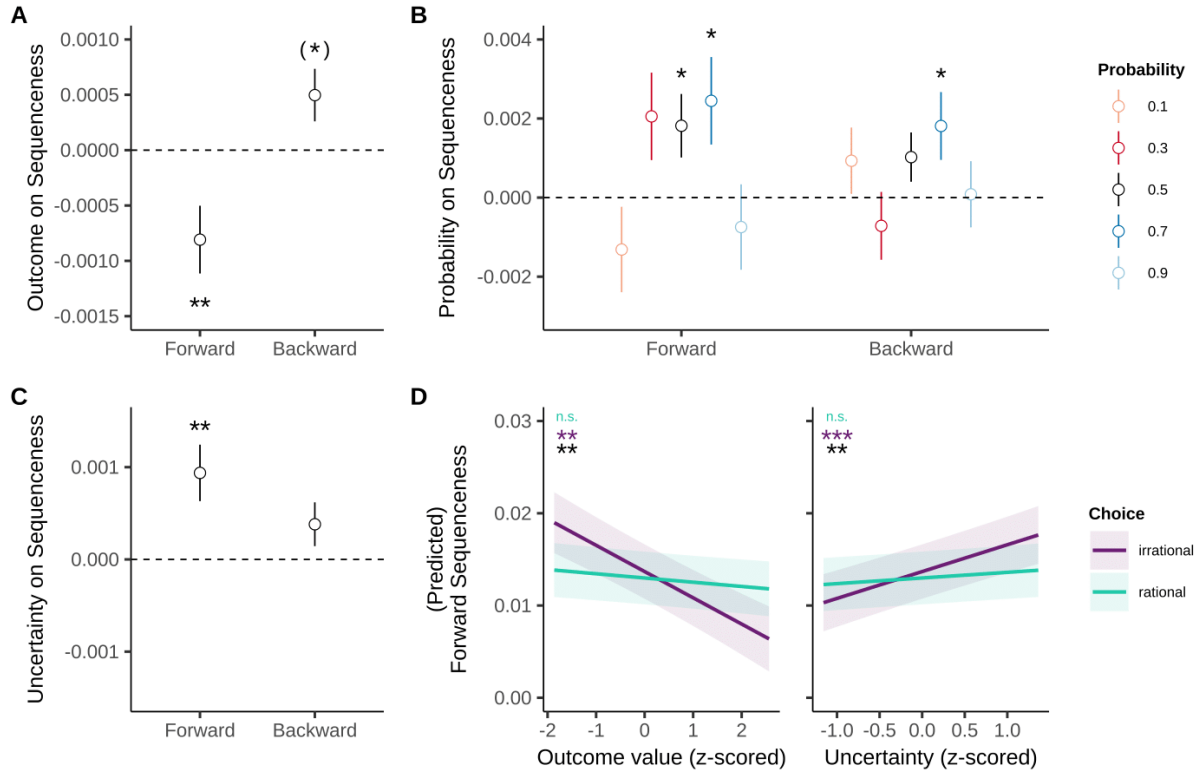 A
Outcome on Sequenceness
0.0010
0.0005
0.0000
-0.0005
-0.0010
-0.0015
(*)
**
Forward Backward
B
Probability on Sequenceness
0.004
0.002
0.000
-0.002
* * *
Forward Backward
Probability
0.1
0.3
0.5
0.7
0.9
C
Uncertainty on Sequenceness
0.001
0.000
-0.001
**
Forward Backward
D
(Predicted)
Forward Sequenceness
0.03
0.02
0.01
0.00
n.s.
**
**
-2 -1 0 1 2
Outcome value (z-scored)
n.s.
***
**
-1.0 -0.5 0.0 0.5 1.0
Uncertainty (z-scored)
Choice
irrational
rational